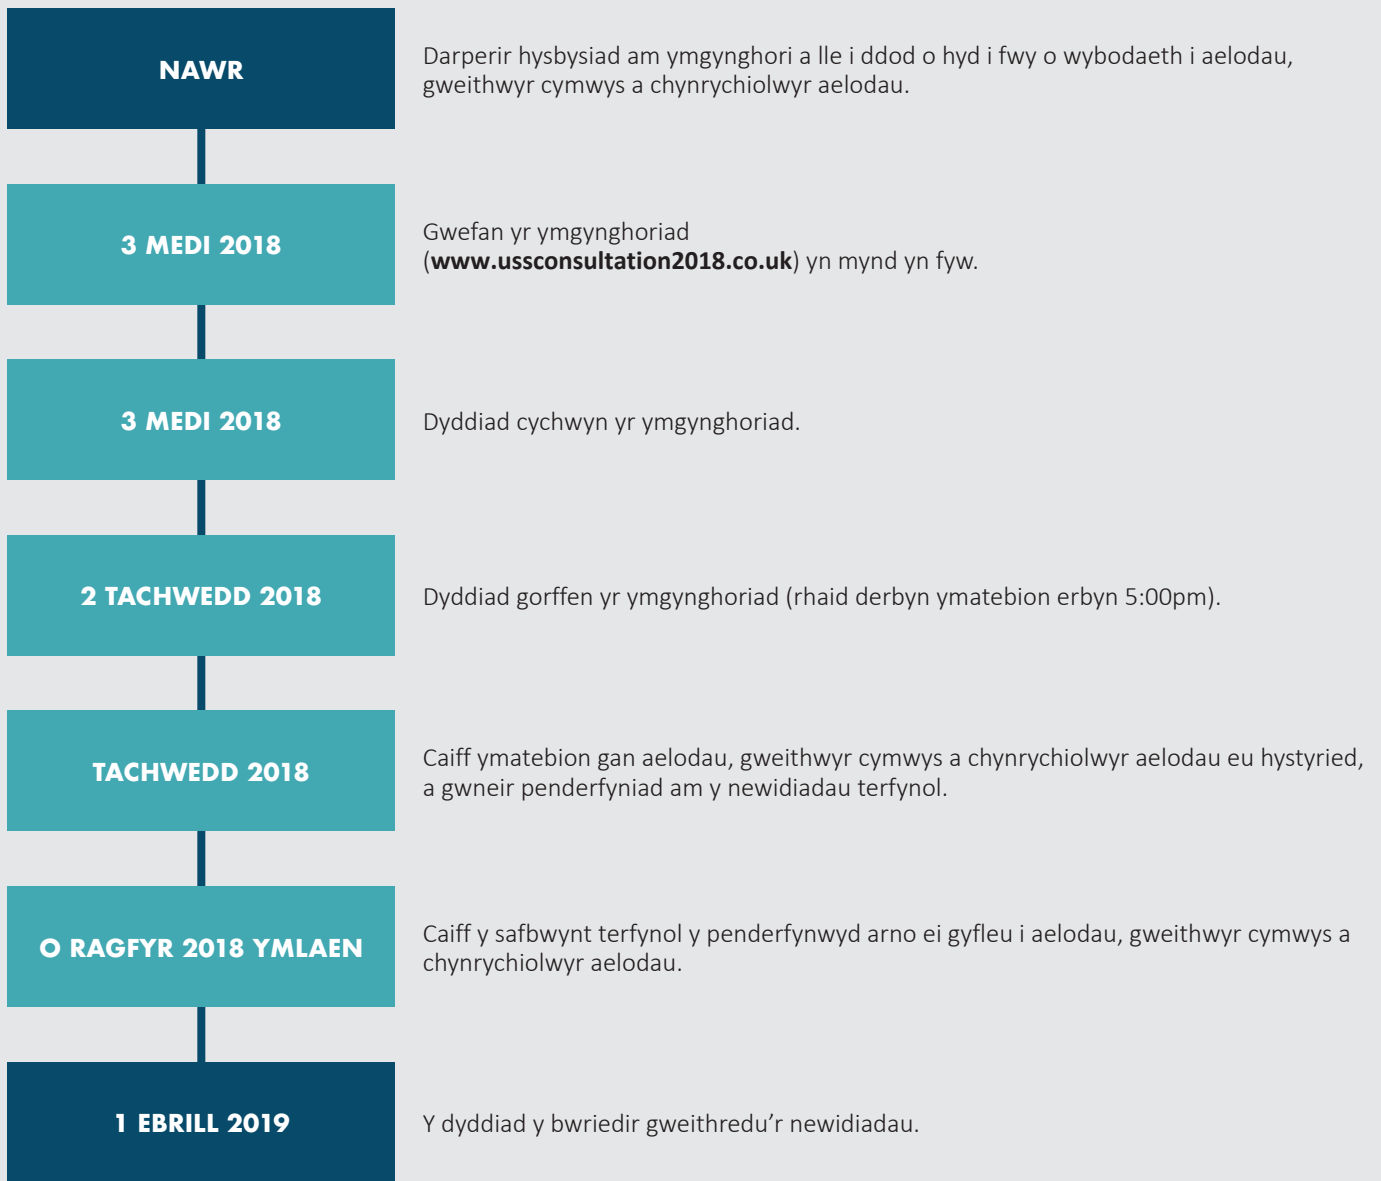 NAWR
Darperir hysbysiad am ymgynghori a lle i ddod o hyd i fwy o wybodaeth i aelodau,
gweithwyr cymwys a chynrychiolwyr aelodau.
3 MEDI 2018
Gwefan yr ymgynghoriad
(www.ussconsultation2018.co.uk) yn mynd yn fyw.
3 MEDI 2018
Dyddiad cychwyn yr ymgynghoriad.
2 TACHWEDD 2018
Dyddiad gorffen yr ymgynghoriad (rhaid derbyn ymatebion erbyn 5:00pm).
TACHWEDD 2018
Caiff ymatebion gan aelodau, gweithwyr cymwys a chynrychiolwyr aelodau eu hystyried,
a gwneir penderfyniad am y newidiadau terfynol.
O RAGFYR 2018 YMLAEN
Caiff y safbwynt terfynol y penderfynwyd arno ei gyfleu i aelodau, gweithwyr cymwys a
chynrychiolwyr aelodau.
1 EBRILL 2019
Y dyddiad y bwriedir gweithredu’r newidiadau.